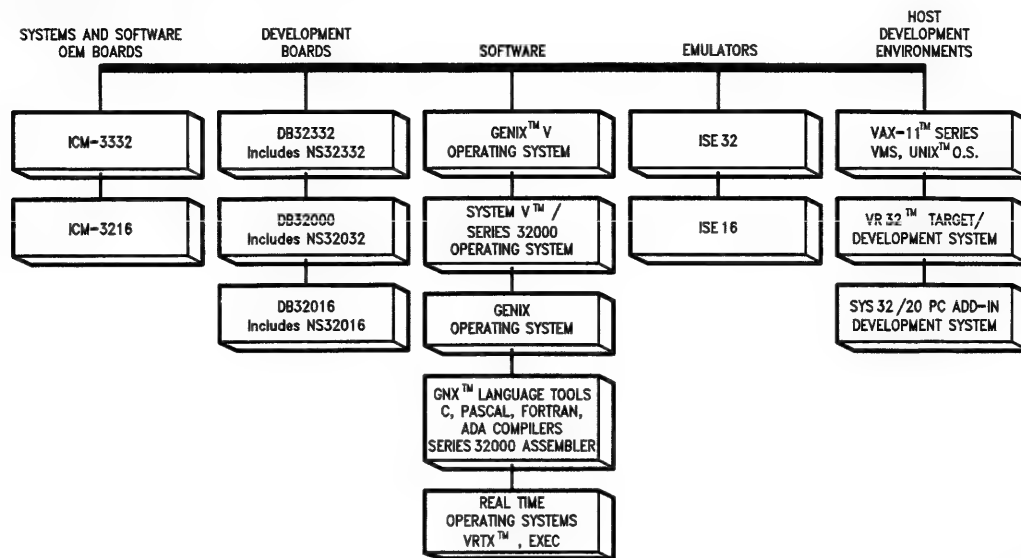 SYSTEMS AND SOFTWARE
OEM BOARDS
DEVELOPMENT
BOARDS
SOFTWARE
EMULATORS
HOST
DEVELOPMENT
ENVIRONMENTS
ICM-3332
ICM-3216
DB32332
Includes NS32332
DB32000
Includes NS32032
DB32016
Includes NS32016
GENIX™ V
OPERATING SYSTEM
SYSTEM V™ /
SERIES 32000
OPERATING SYSTEM
GENIX
OPERATING SYSTEM
GNX™ LANGUAGE TOOLS
C, PASCAL, FORTRAN,
ADA COMPILERS
SERIES 32000 ASSEMBLER
REAL TIME
OPERATING SYSTEMS
VRTX™ , EXEC
ISE 32
ISE 16
VAX-11™ SERIES
VMS, UNIX™ O.S.
VR 32™ TARGET/
DEVELOPMENT SYSTEM
SYS 32/20 PC ADD-IN
DEVELOPMENT SYSTEM